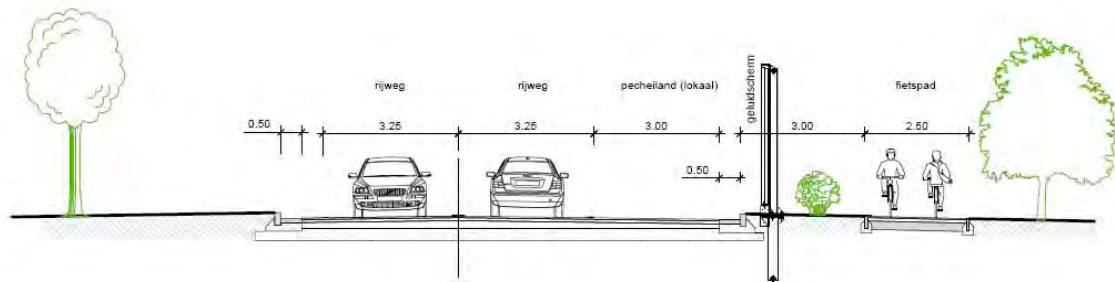 rijweg
rijweg
pecheiland (lokaal)
geluidscherm
fietspad
0.50
3.25
3.25
3.00
3.00
2.50
0.50